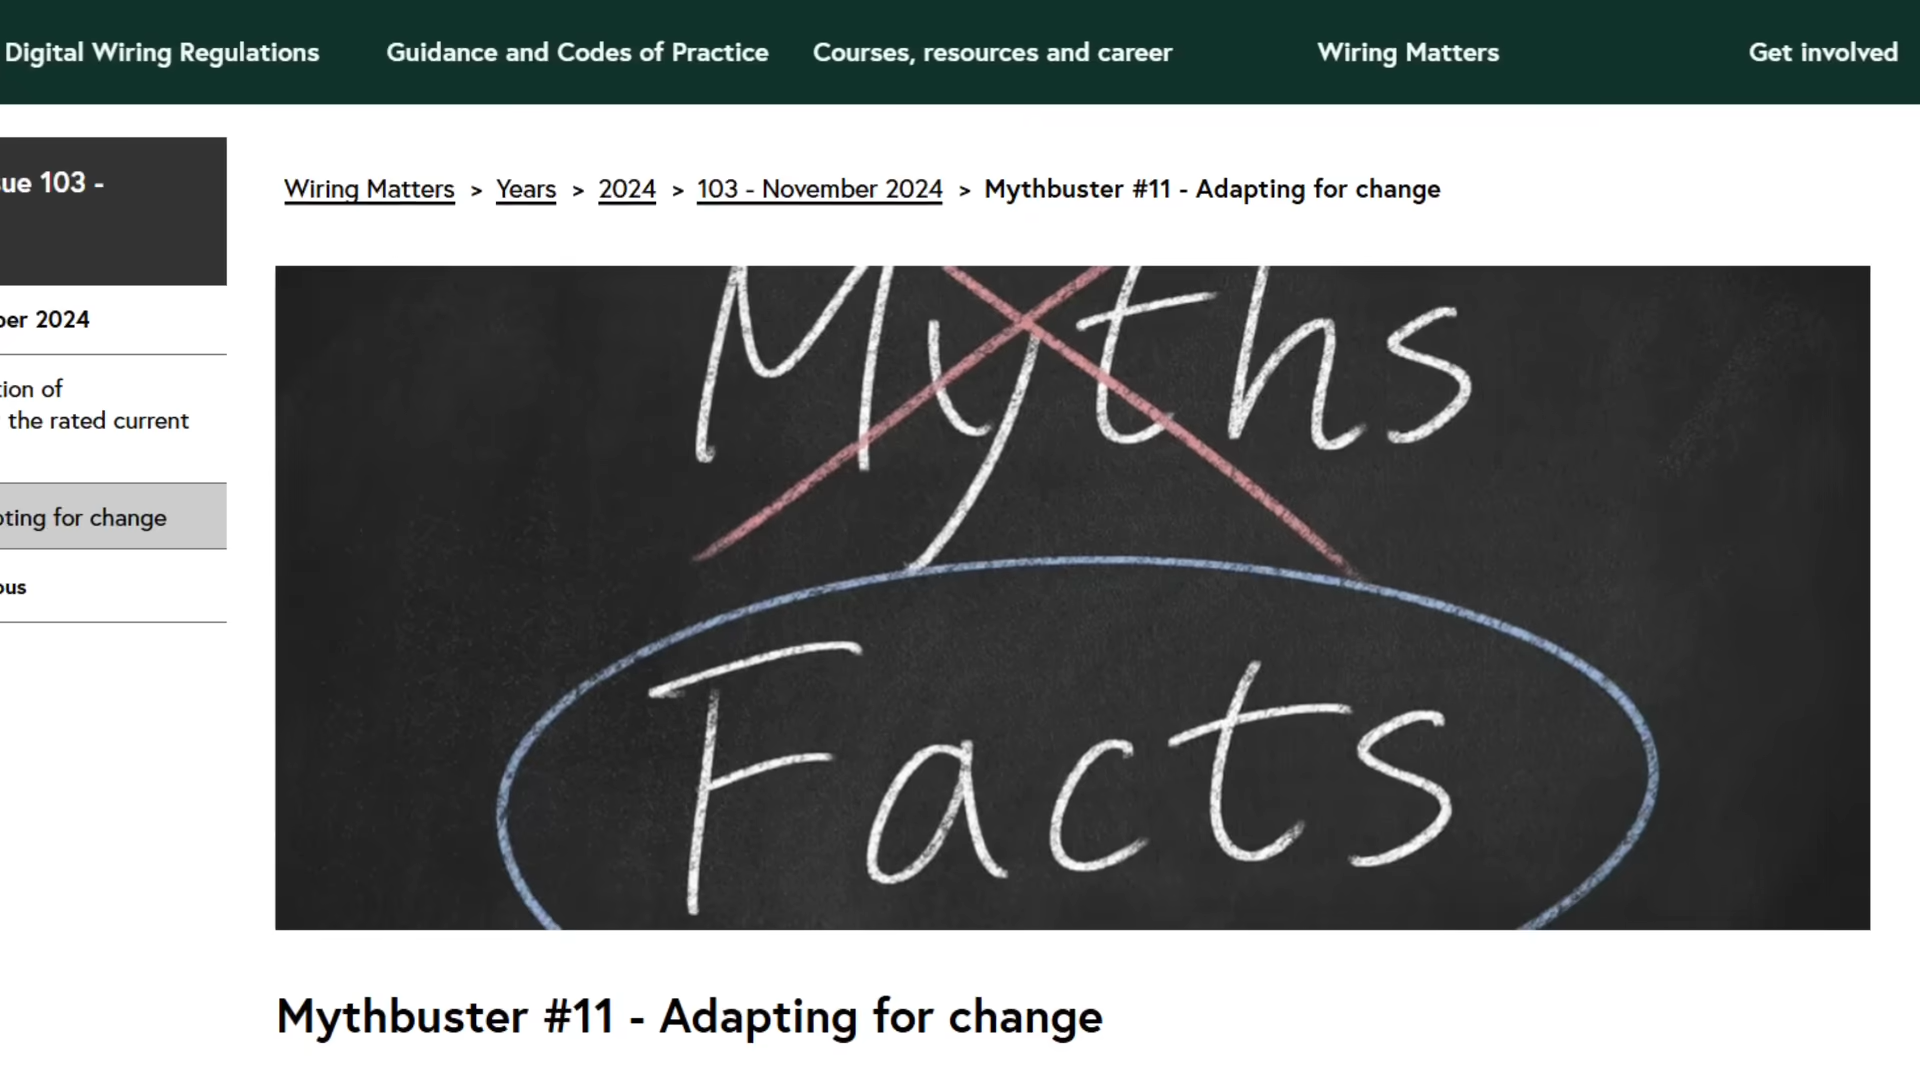 Digital Wiring Regulations Guidance and Codes of Practice Courses, resources and career Wiring Matters Get involved
sue 103 -
Wiring Matters > Years > 2024 > 103 - November 2024 > Mythbuster #11 - Adapting for change
ber 2024
tion of
the rated current
pting for change
ous
Myths
Facts
Mythbuster #11 - Adapting for change